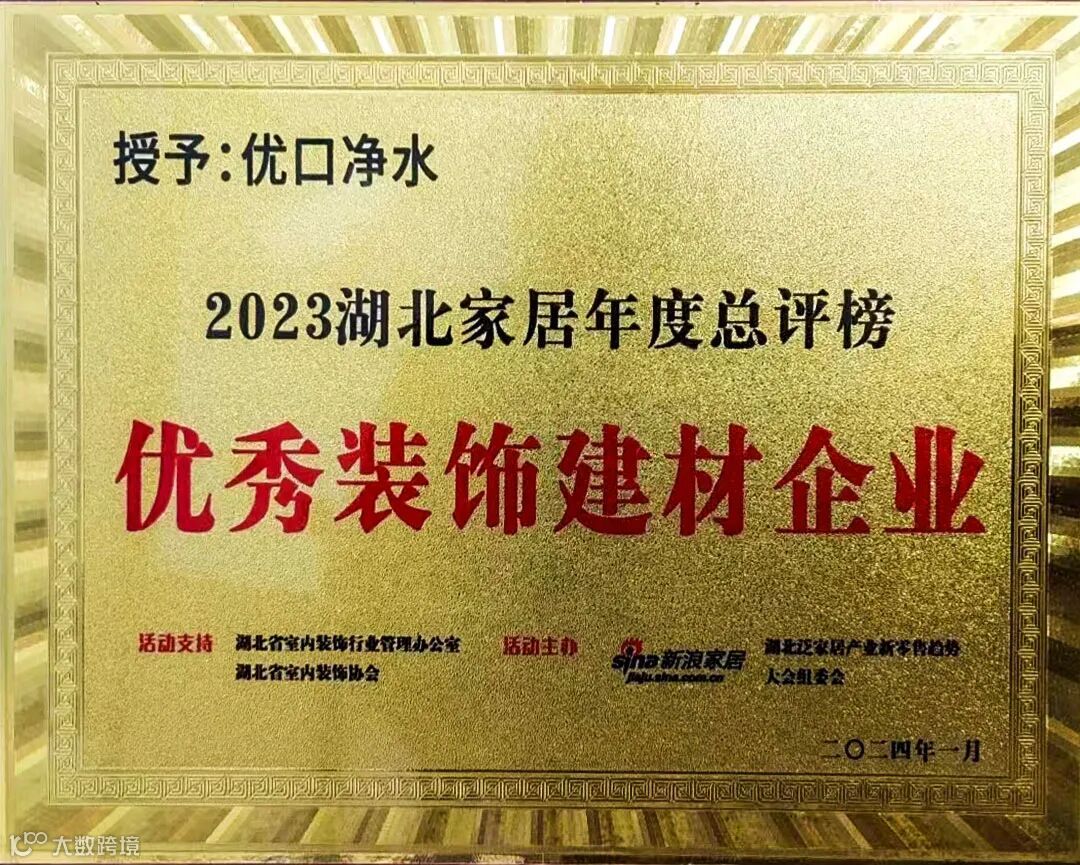 授予:优口净水
2023湖北家居年度总评榜
优秀装饰建材企业
活动支持 湖北省室内装饰行业管理办公室
湖北省室内装饰协会
活动主办 sina新浪家居 jiaju.sina.com.cn
湖北泛家居产业新零售趋势
大会组委会
二〇二四年一月
大数跨境